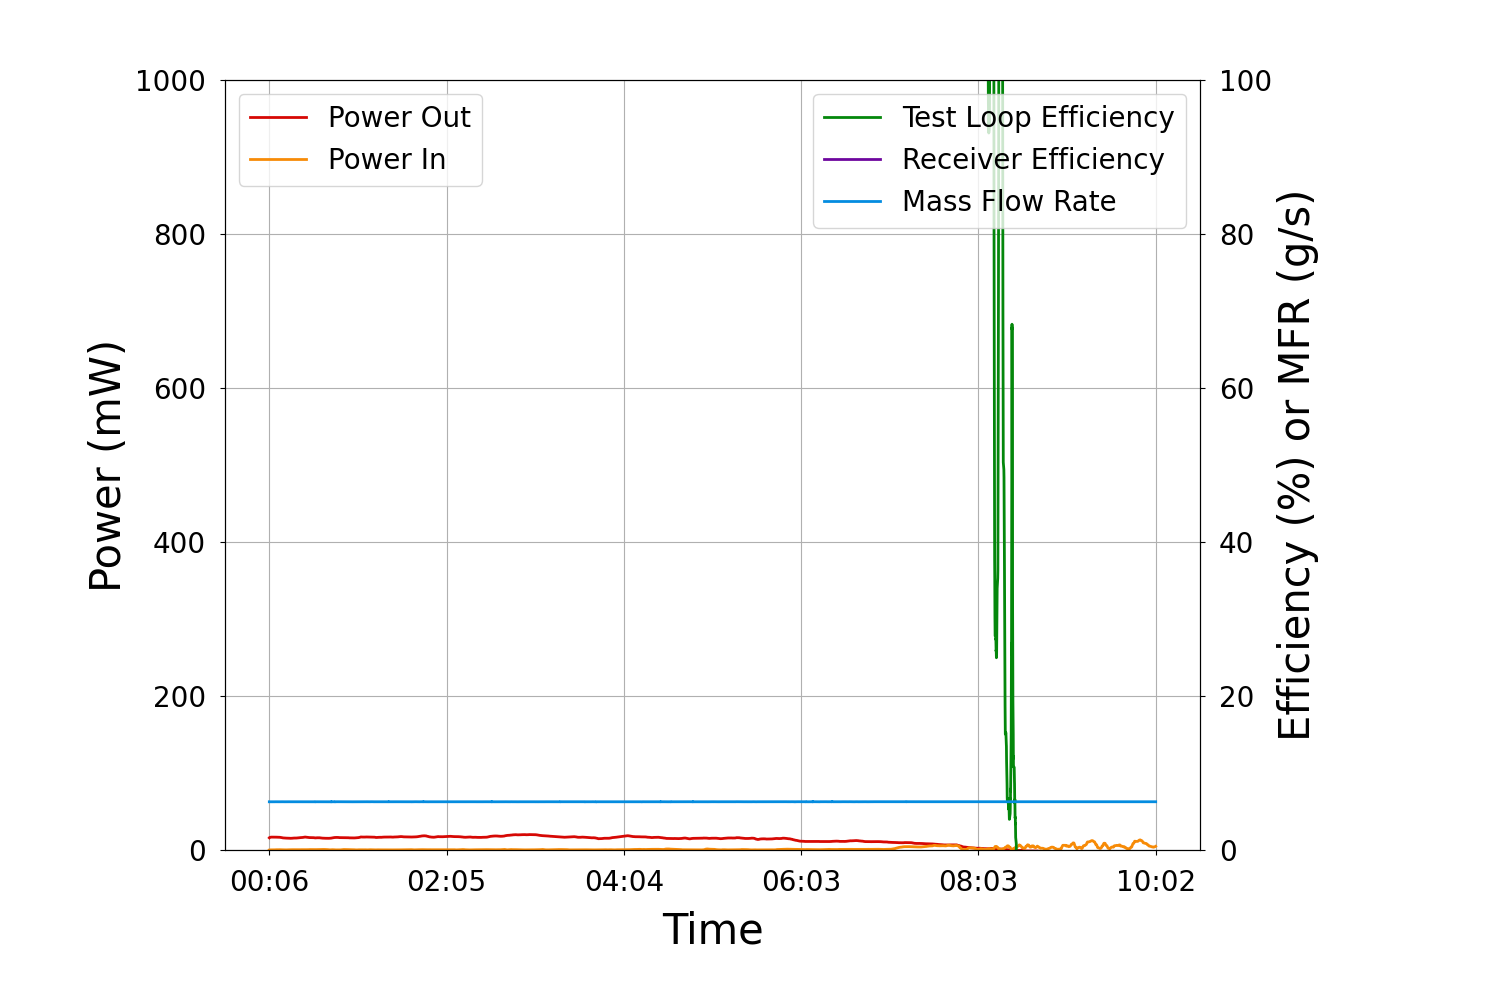 1000
800
600
400
200
0
Power (mW)
Power Out
Power In
Test Loop Efficiency
Receiver Efficiency
Mass Flow Rate
100
80
60
40
20
0
Efficiency (%) or MFR (g/s)
00:06 02:05 04:04 06:03 08:03 10:02
Time